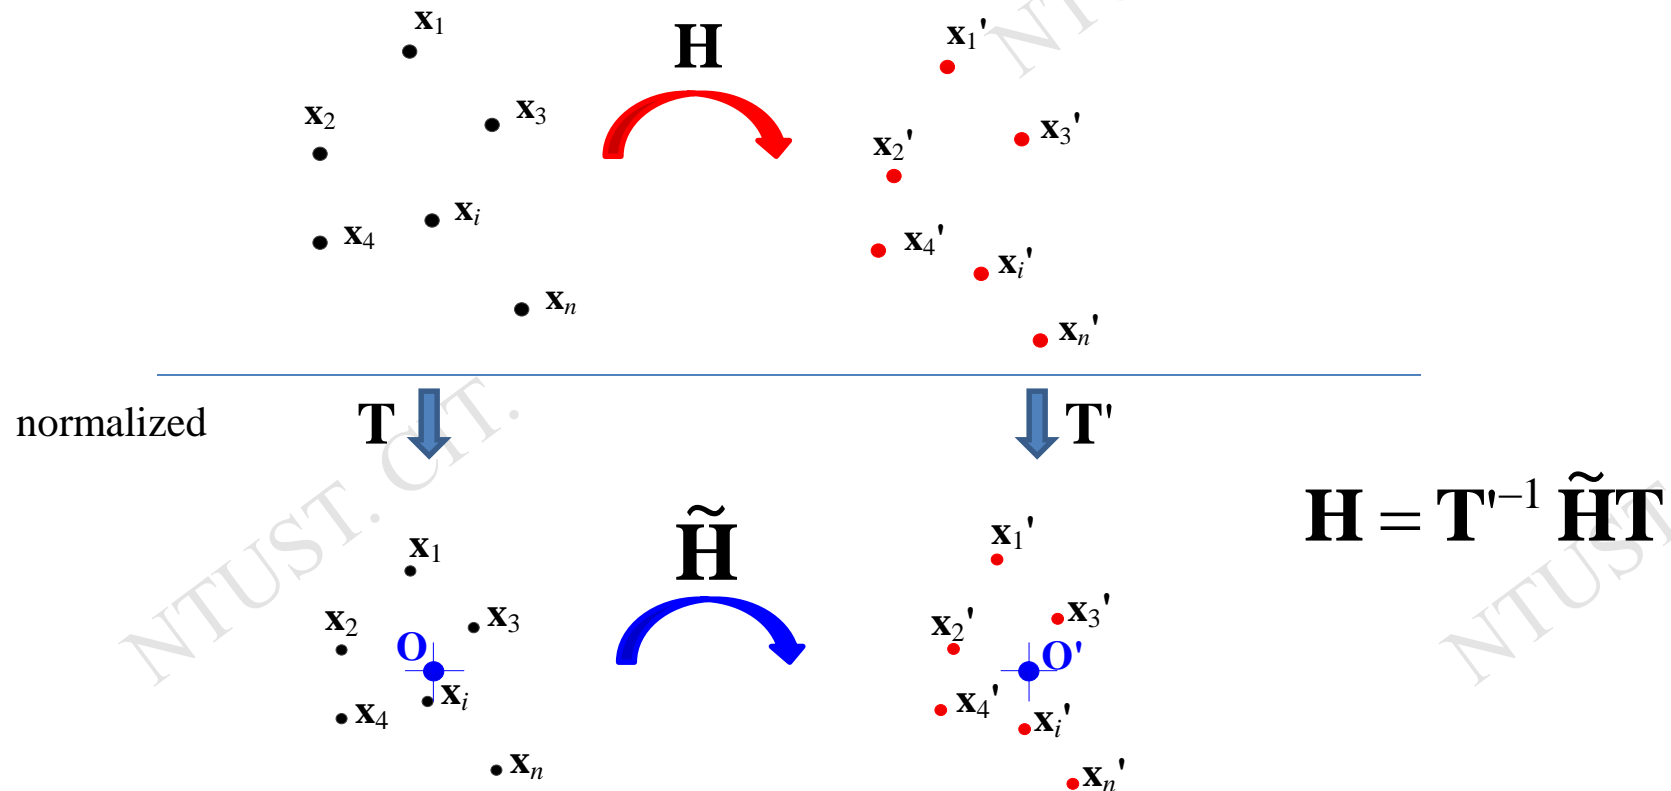 x₁
H
x₁'
x₂
x₃
x₂'
x₃'
x₄
xᵢ
x₄'
xᵢ'
xₙ
xₙ'
normalized
T
T'
H = T'⁻¹ H̃T
x₁
H̃
x₁'
x₂
x₃
x₂'
x₃'
O
O'
x₄
xᵢ
x₄'
xᵢ'
xₙ
xₙ'
NTUST. CIT.
NTUST
NTU